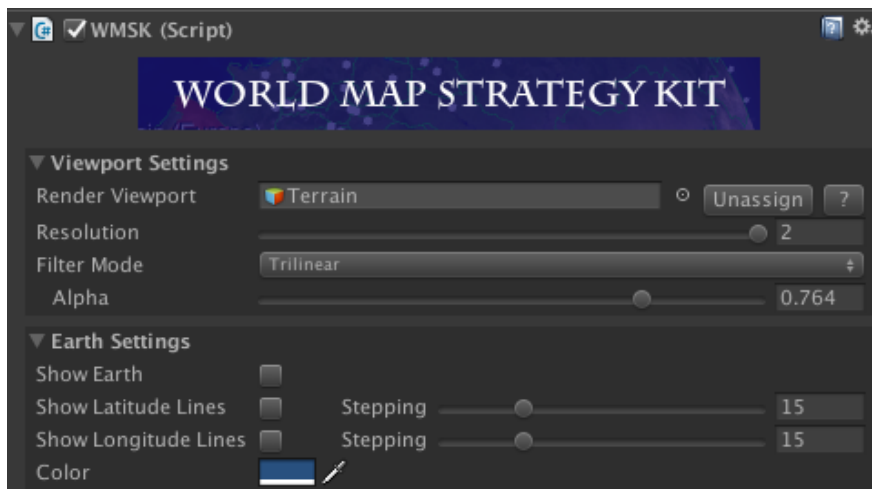 WMSK (Script)
WORLD MAP STRATEGY KIT
Viewport Settings
Render Viewport Terrain Unassign ?
Resolution 2
Filter Mode Trilinear
Alpha 0.764
Earth Settings
Show Earth
Show Latitude Lines Stepping 15
Show Longitude Lines Stepping 15
Color